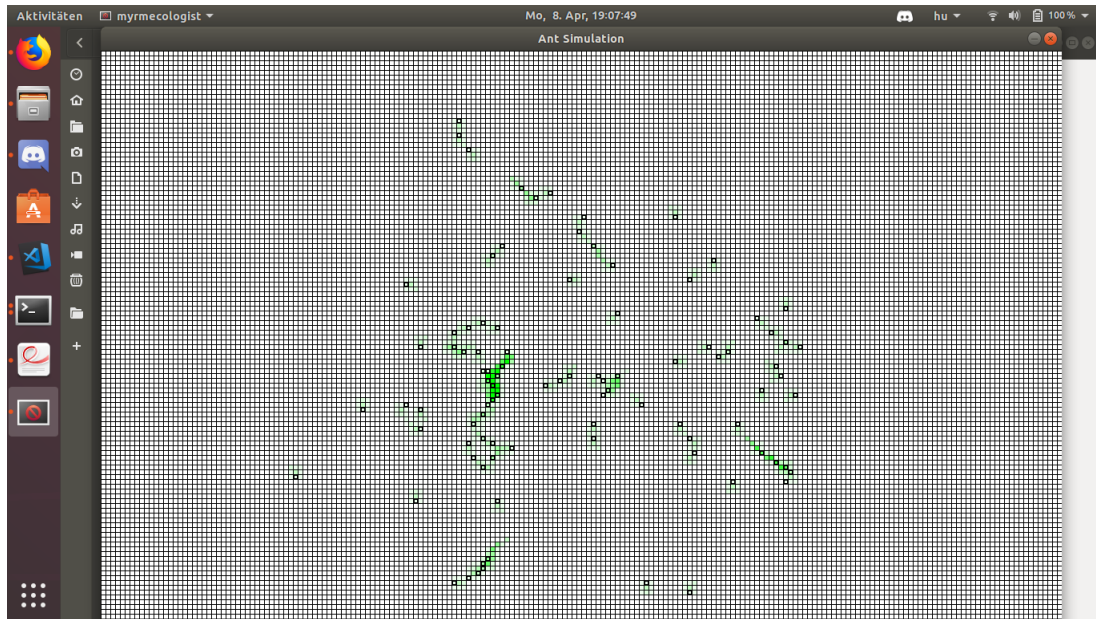 Aktivitäten myrmecologist Mo, 8. Apr, 19:07:49 hu 100 %
Ant Simulation